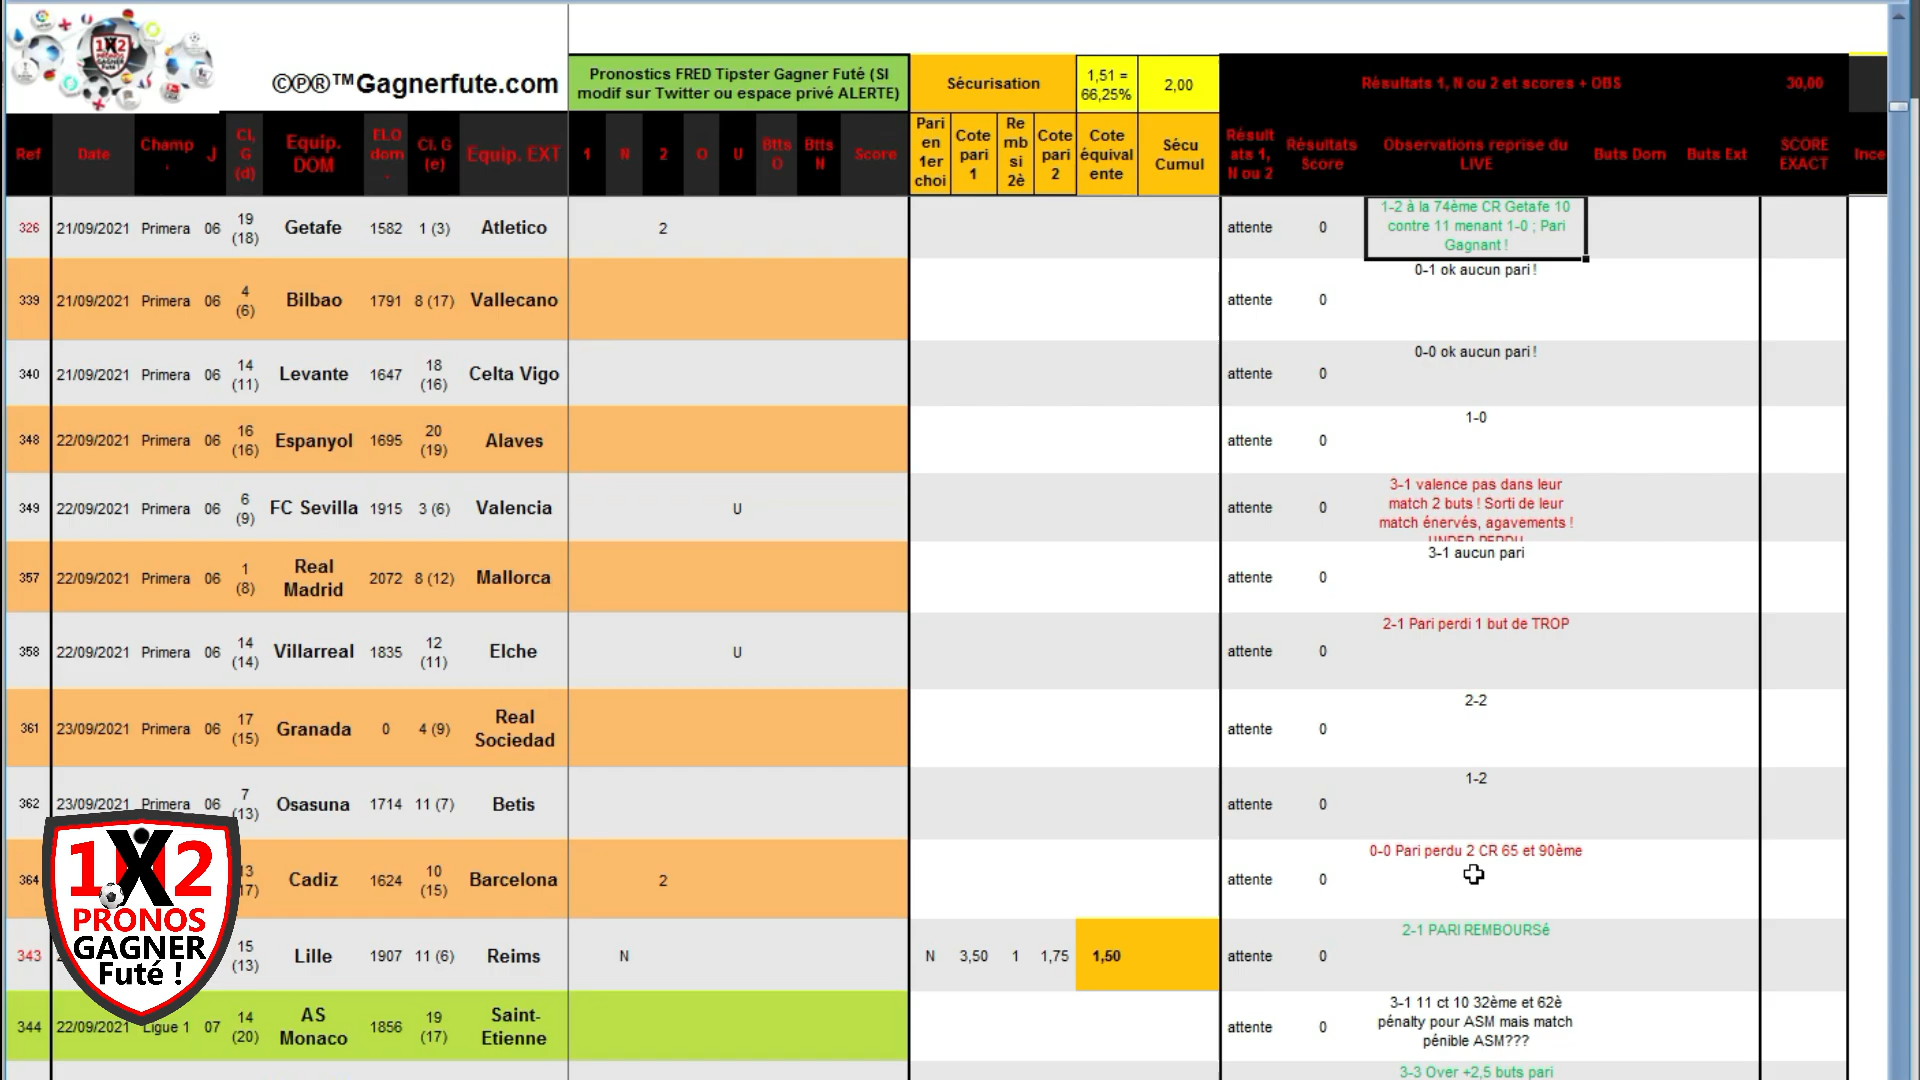 1X2
PRONOS
GAGNER
Futé !
©℗®™Gagnerfute.com
Pronostics FRED Tipster Gagner Futé (SI
modif sur Twitter ou espace privé ALERTE)
Sécurisation
1,51 =
66,25%
2,00
Résultats 1, N ou 2 et scores + OBS
30,00
Ref
Date
Champ
.
J
Cl,
G
(d)
Equip.
DOM
ELO
dom
.
Cl. G
(e)
Equip. EXT
1
N
2
O
U
Btts
O
Btts
N
Score
Pari
en
1er
choi
Cote
pari
1
Re
mb
si
2è
Cote
pari
2
Cote
équival
ente
Sécu
Cumul
Résult
ats 1,
N ou 2
Résultats
Score
Observations reprise du
LIVE
Buts Dom
Buts Ext
SCORE
EXACT
Ince
326 21/09/2021 Primera 06 19 (18) Getafe 1582 1 (3) Atletico 2 attente 0
1-2 à la 74ème CR Getafe 10
contre 11 menant 1-0 ; Pari
Gagnant !
339 21/09/2021 Primera 06 4 (6) Bilbao 1791 8 (17) Vallecano attente 0
0-1 ok aucun pari !
340 21/09/2021 Primera 06 14 (11) Levante 1647 18 (16) Celta Vigo attente 0
0-0 ok aucun pari !
348 22/09/2021 Primera 06 16 (16) Espanyol 1695 20 (19) Alaves attente 0
1-0
349 22/09/2021 Primera 06 6 (9) FC Sevilla 1915 3 (6) Valencia U attente 0
3-1 valence pas dans leur
match 2 buts ! Sorti de leur
match énervés, agavements !
UNDER PERDU
357 22/09/2021 Primera 06 1 (8) Real Madrid 2072 8 (12) Mallorca attente 0
3-1 aucun pari
358 22/09/2021 Primera 06 14 (14) Villarreal 1835 12 (11) Elche U attente 0
2-1 Pari perdi 1 but de TROP
361 23/09/2021 Primera 06 17 (15) Granada 0 4 (9) Real Sociedad attente 0
2-2
362 23/09/2021 Primera 06 7 (13) Osasuna 1714 11 (7) Betis attente 0
1-2
364 Cadiz 1624 10 (15) Barcelona 2 attente 0
0-0 Pari perdu 2 CR 65 et 90ème
343 15 (13) Lille 1907 11 (6) Reims N N 3,50 1 1,75 1,50 attente 0
2-1 PARI REMBOURSé
344 22/09/2021 Ligue 1 07 14 (20) AS Monaco 1856 19 (17) Saint-Etienne attente 0
3-1 11 ct 10 32ème et 62è
pénalty pour ASM mais match
pénible ASM???
3-3 Over +2,5 buts pari
1X2
PRONOS
GAGNER
Futé !